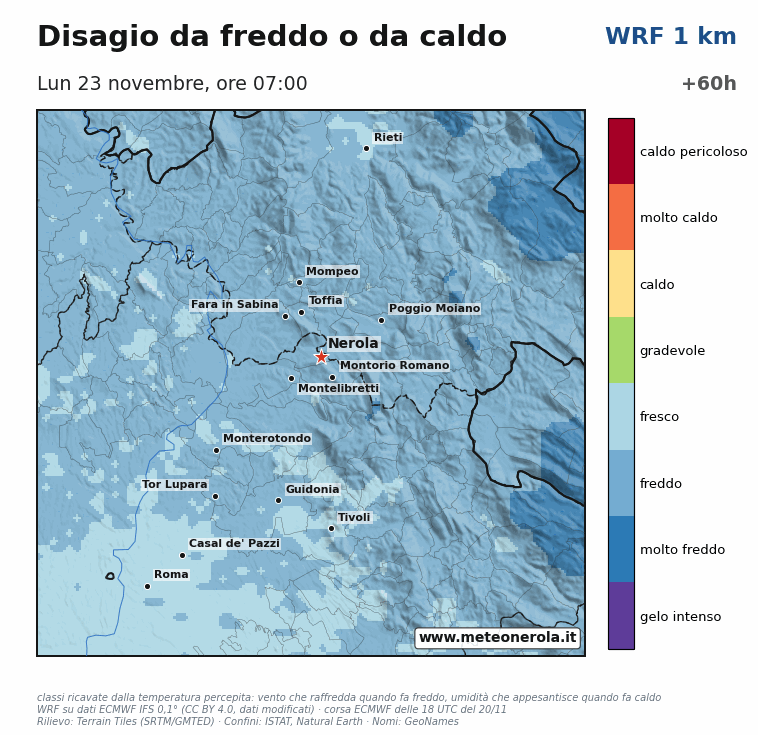 Disagio da freddo o da caldo
WRF 1 km
Lun 23 novembre, ore 07:00
+60h
Rieti
Mompeo
Fara in Sabina
Toffia
Poggio Moiano
Nerola
Montorio Romano
Montelibretti
Monterotondo
Tor Lupara
Guidonia
Tivoli
Casal de' Pazzi
Roma
www.meteonerola.it
caldo pericoloso
molto caldo
caldo
gradevole
fresco
freddo
molto freddo
gelo intenso
classi ricavate dalla temperatura percepita: vento che raffredda quando fa freddo, umidità che appesantisce quando fa caldo
WRF su dati ECMWF IFS 0,1° (CC BY 4.0, dati modificati) · corsa ECMWF delle 18 UTC del 20/11
Rilievo: Terrain Tiles (SRTM/GMTED) · Confini: ISTAT, Natural Earth · Nomi: GeoNames